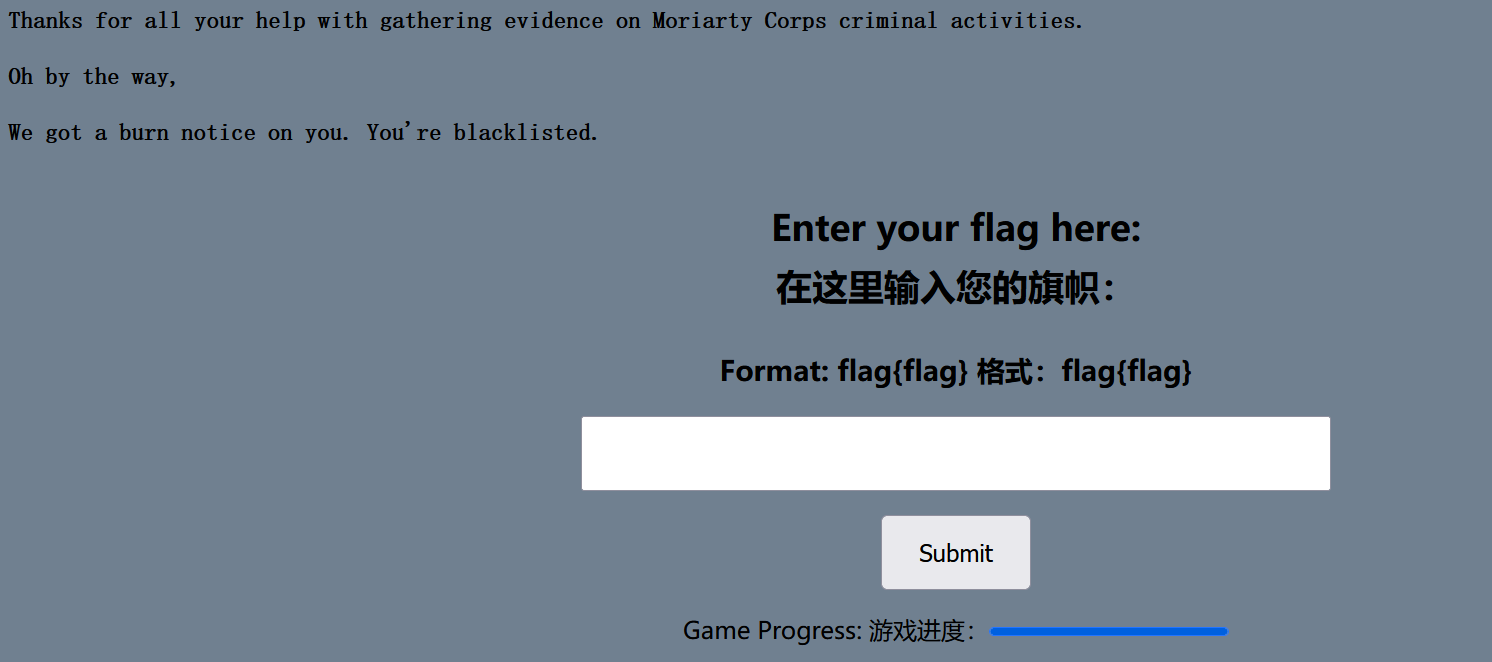 Thanks for all your help with gathering evidence on Moriarty Corps criminal activities.
Oh by the way,
We got a burn notice on you. You're blacklisted.
Enter your flag here:
在这里输入您的旗帜：
Format: flag{flag} 格式：flag{flag}
Submit
Game Progress: 游戏进度：